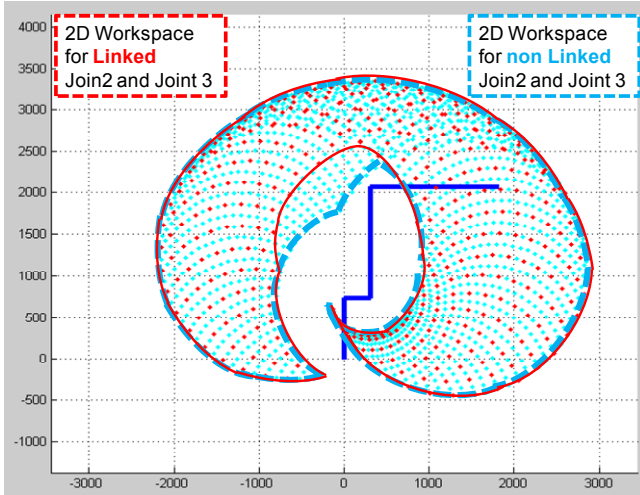 2D Workspace
for Linked
Join2 and Joint 3
2D Workspace
for non Linked
Join2 and Joint 3
4000
3500
3000
2500
2000
1500
1000
500
0
-500
-1000
-3000 -2000 -1000 0 1000 2000 3000